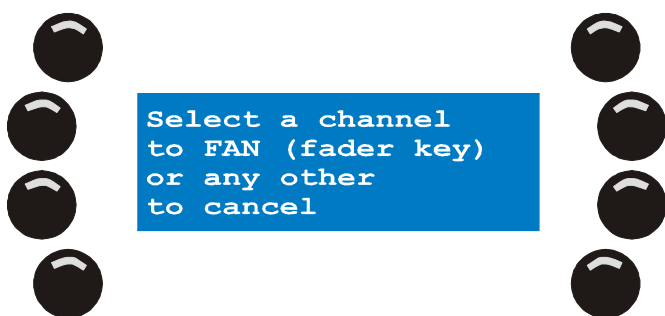 Select a channel
to FAN (fader key)
or any other
to cancel